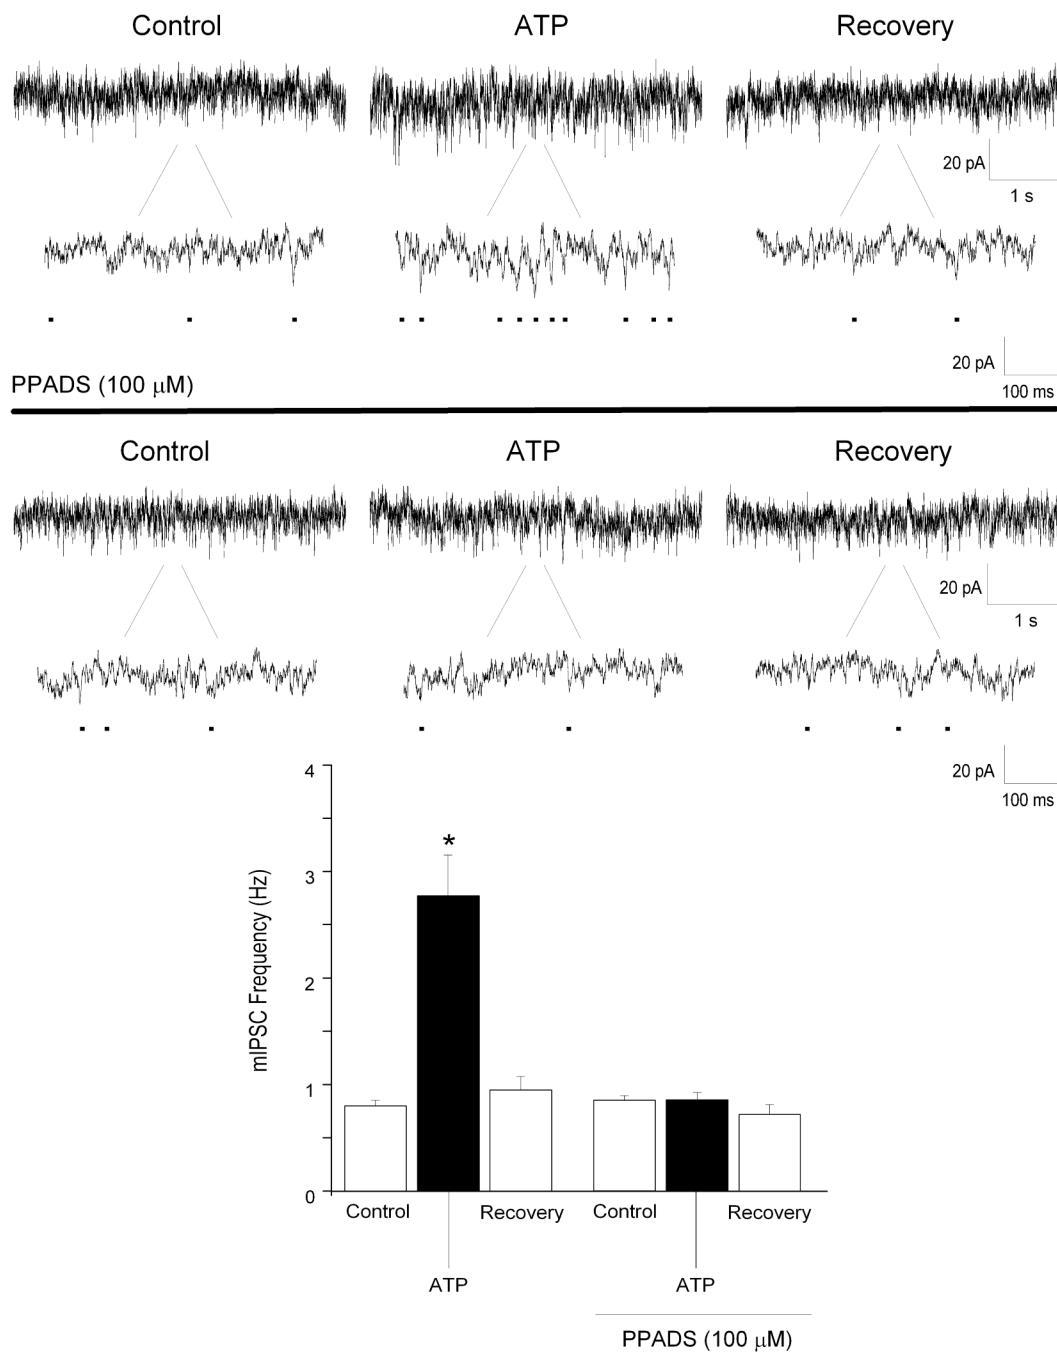 Control ATP Recovery
20 pA
1 s
20 pA
100 ms
PPADS (100 μM)
Control ATP Recovery
20 pA
1 s
20 pA
100 ms
4
3
2
1
0
mIPSC Frequency (Hz)
*
Control Recovery Control Recovery
ATP ATP
PPADS (100 μM)